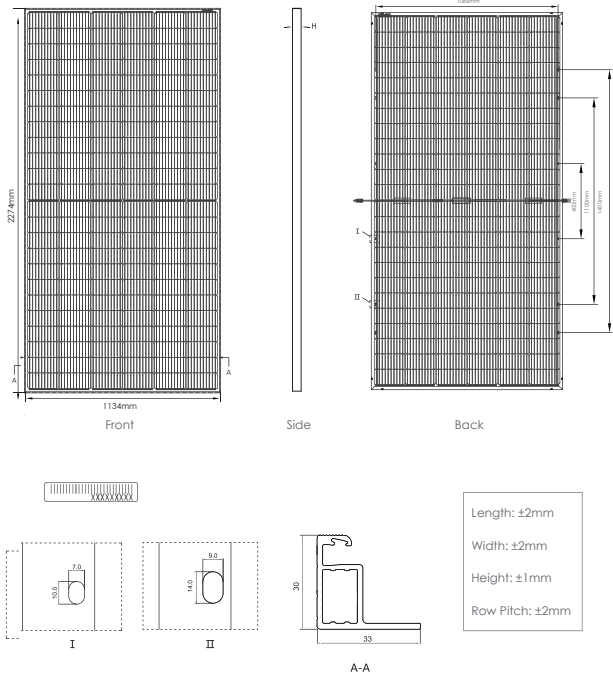 1085mm
H
2274mm
400mm
1100mm
1400mm
I
II
A
A
1134mm
Front
Side
Back
7.0
10.0
I
9.0
14.0
II
30
33
A-A
Length: ±2mm
Width: ±2mm
Height: ±1mm
Row Pitch: ±2mm